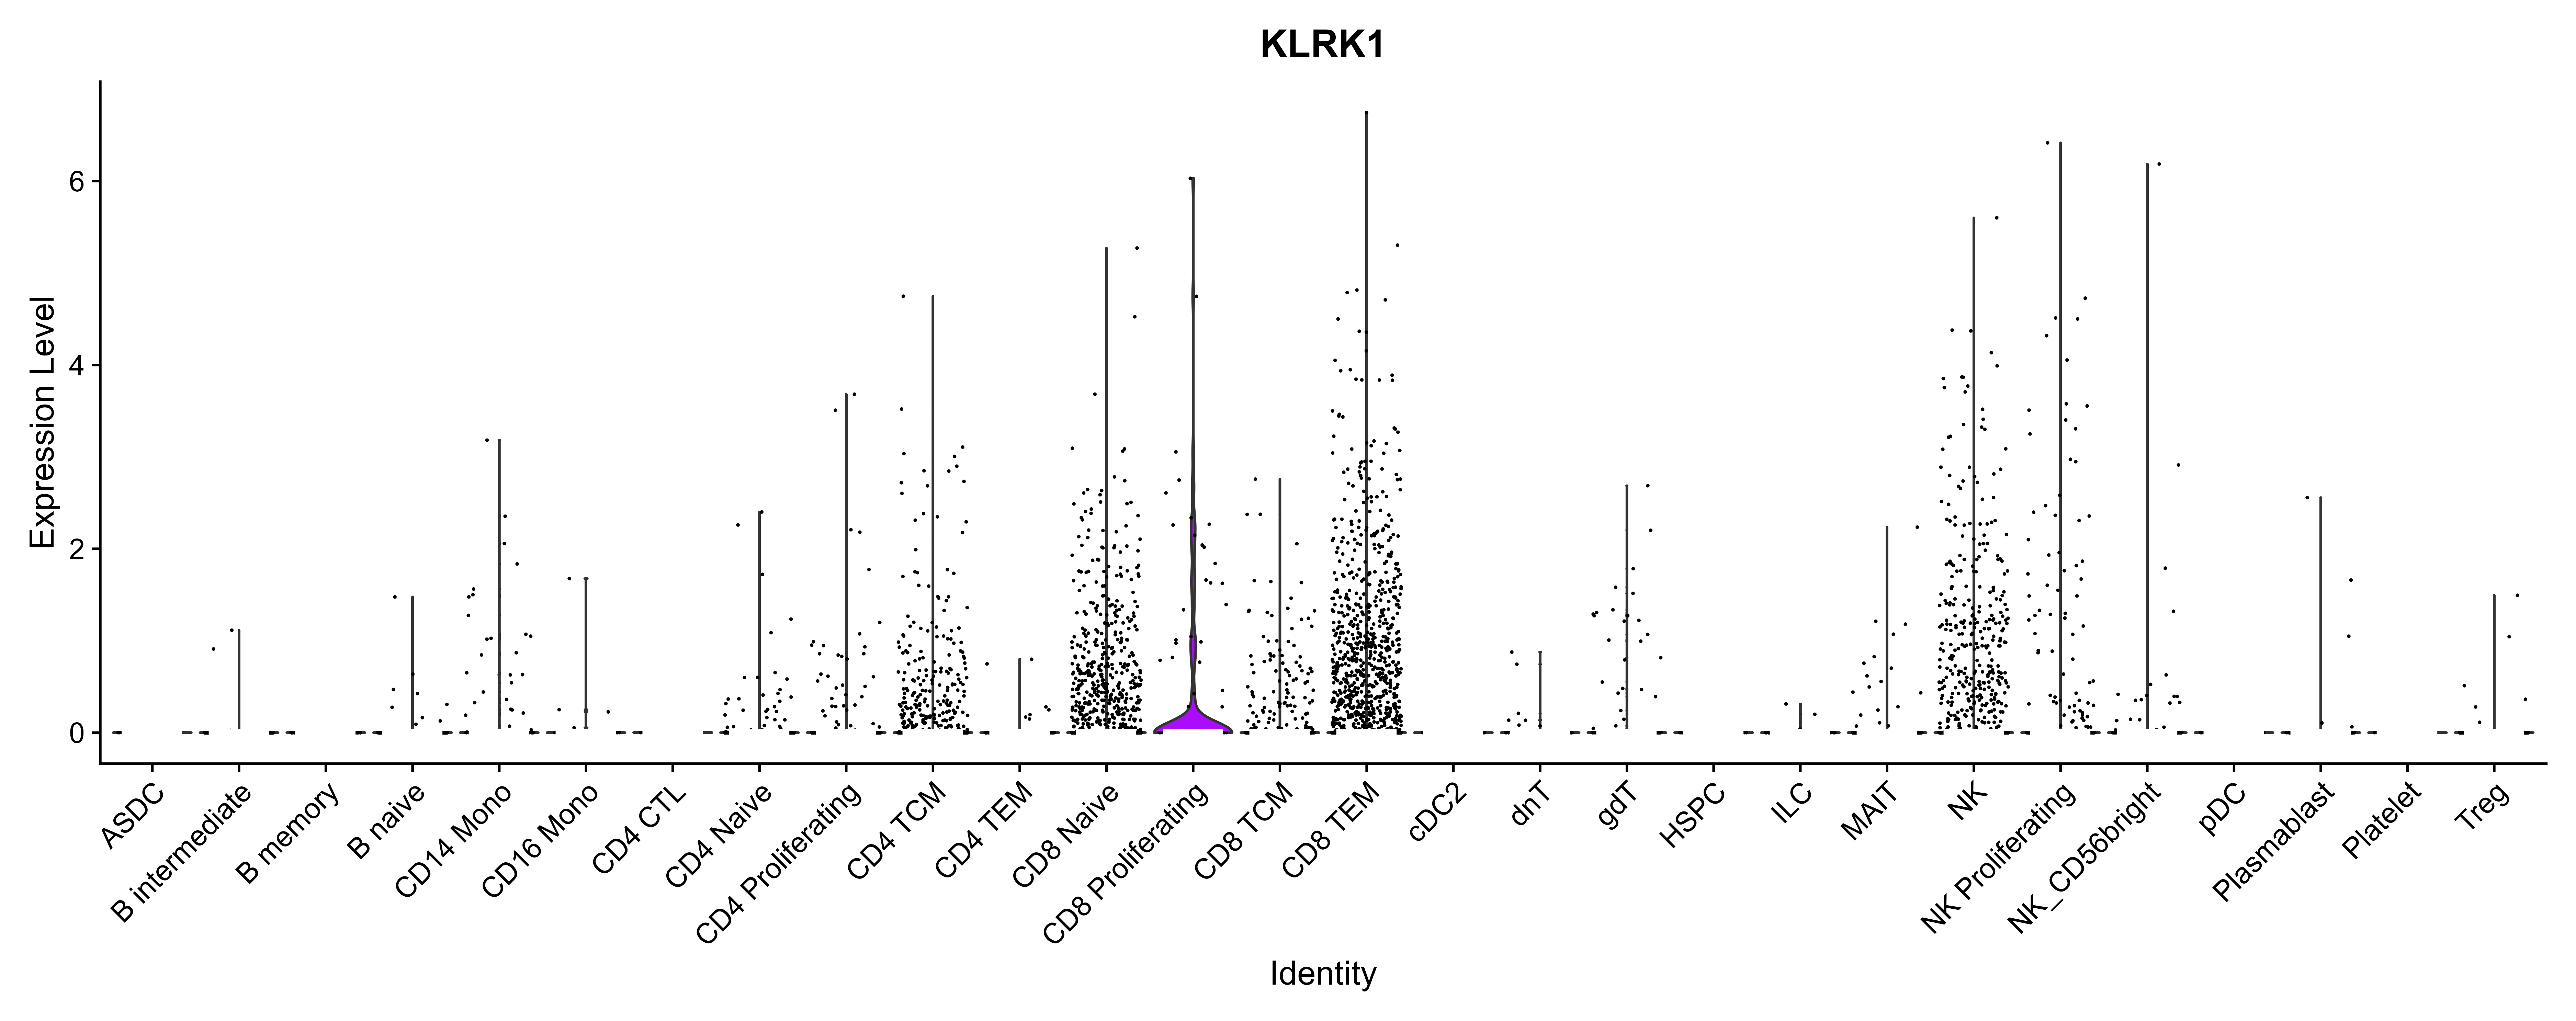 KLRK1
Expression Level
6
4
2
0
ASDC
B intermediate
B memory
B naive
CD14 Mono
CD16 Mono
CD4 CTL
CD4 Naive
CD4 Proliferating
CD4 TCM
CD4 TEM
CD8 Naive
CD8 Proliferating
CD8 TCM
CD8 TEM
cDC2
dnT
gdT
HSPC
ILC
MAIT
NK
NK Proliferating
NK_CD56bright
pDC
Plasmablast
Platelet
Treg
Identity